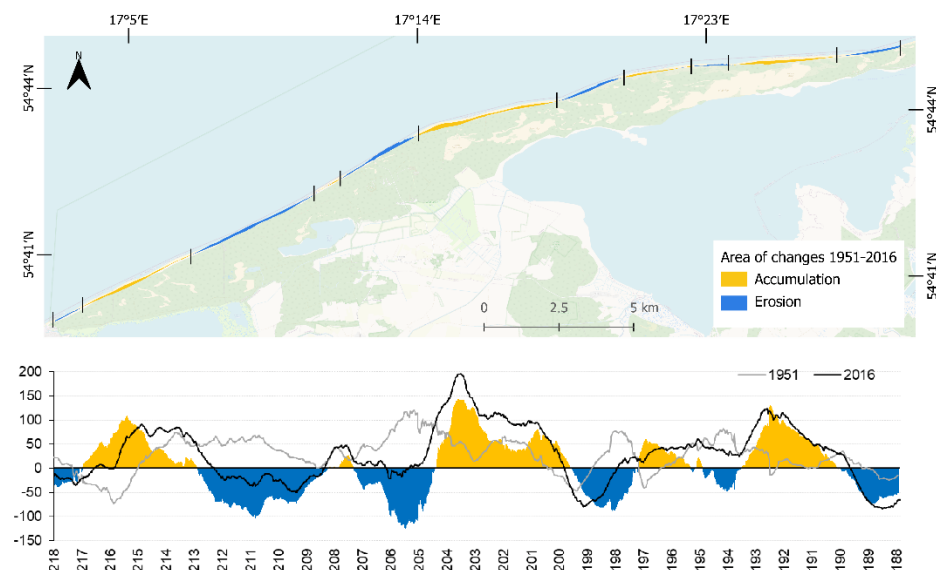 17°5′E 17°14′E 17°23′E
N
54°44′N
54°44′N
54°41′N
54°41′N
Area of changes 1951-2016
Accumulation
Erosion
0 2.5 5 km
200
150
100
50
0
-50
-100
-150
1951 2016
218 217 216 215 214 213 212 211 210 209 208 207 206 205 204 203 202 201 200 199 198 197 196 195 194 193 192 191 190 189 188